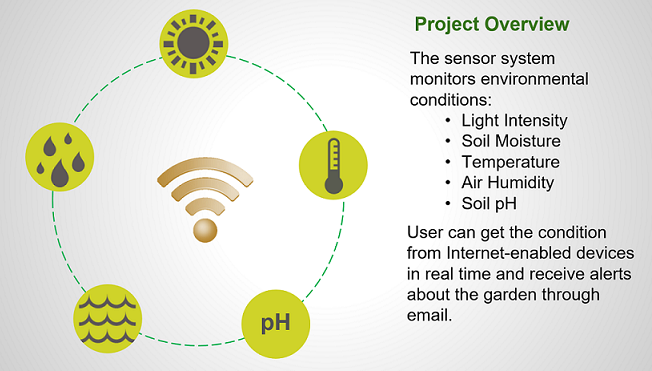 Project Overview
The sensor system
monitors environmental
conditions:
• Light Intensity
• Soil Moisture
• Temperature
• Air Humidity
• Soil pH
User can get the condition
from Internet-enabled devices
in real time and receive alerts
about the garden through
email.
pH